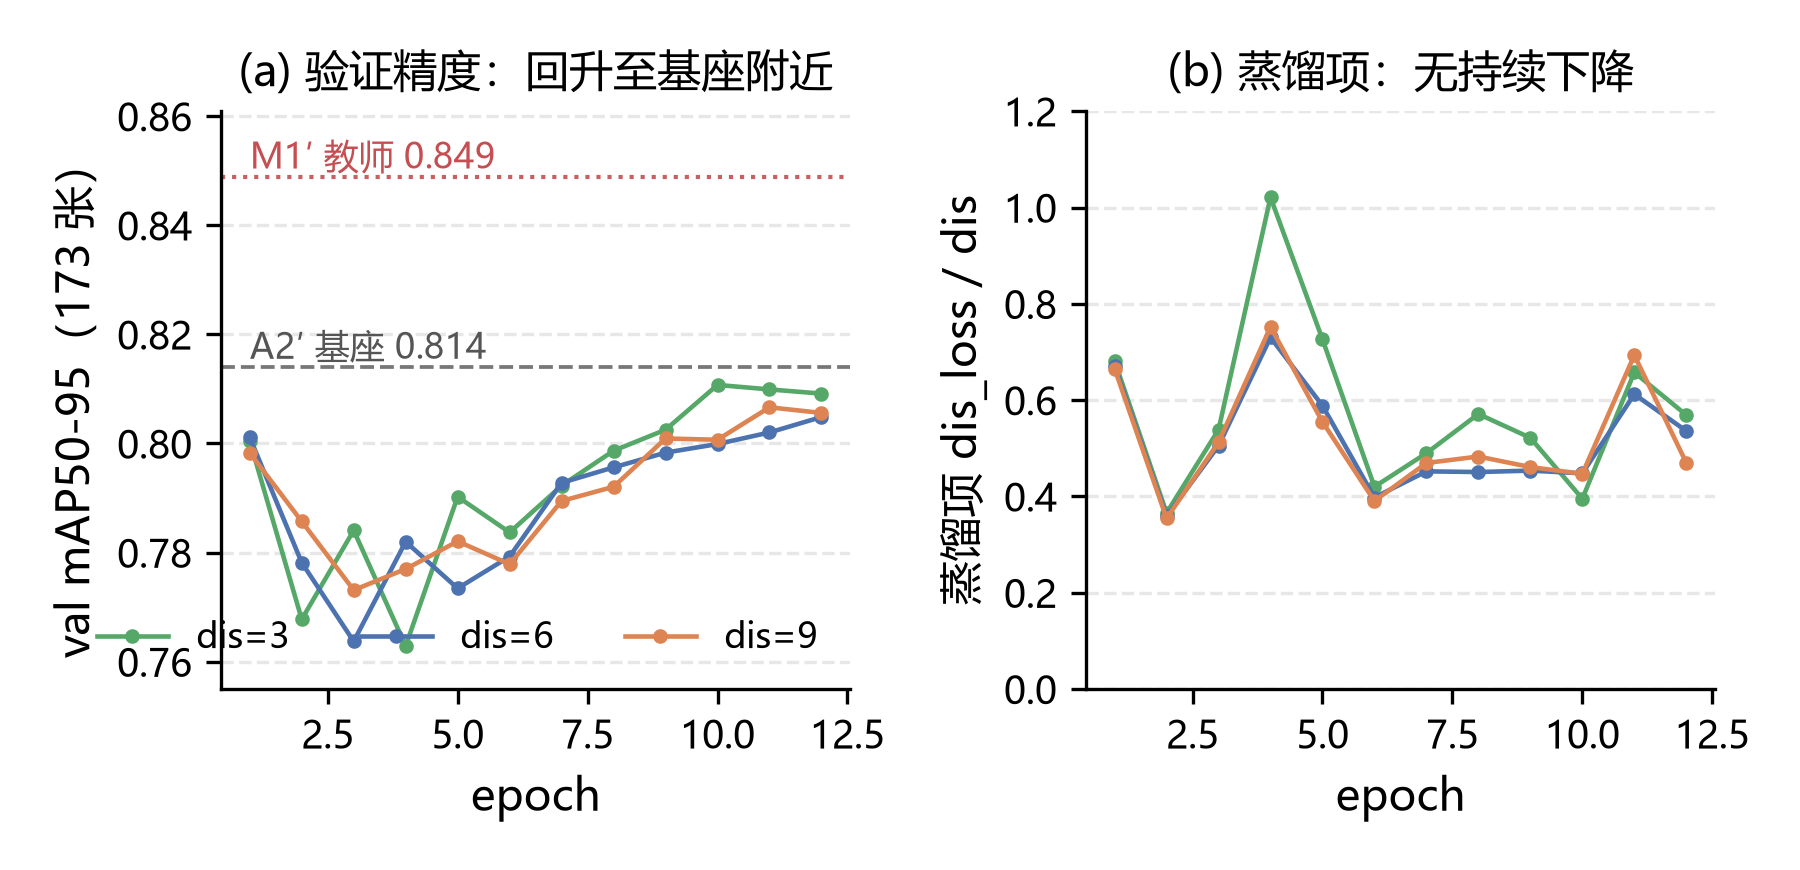 (a) 验证精度：回升至基座附近
val mAP50-95（173 张）
0.86
0.84
0.82
0.80
0.78
0.76
M1′ 教师 0.849
A2′ 基座 0.814
dis=3
dis=6
dis=9
2.5
5.0
7.5
10.0
12.5
epoch
(b) 蒸馏项：无持续下降
蒸馏项 dis_loss / dis
1.2
1.0
0.8
0.6
0.4
0.2
0.0
2.5
5.0
7.5
10.0
12.5
epoch